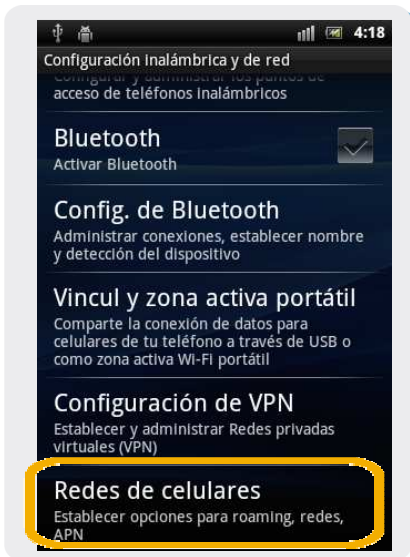 4:18
Configuración inalámbrica y de red
Configurar y administrar los puntos de
acceso de teléfonos inalámbricos
Bluetooth
Activar Bluetooth
Config. de Bluetooth
Administrar conexiones, establecer nombre
y detección del dispositivo
Vincul y zona activa portátil
Comparte la conexión de datos para
celulares de tu teléfono a través de USB o
como zona activa Wi-Fi portátil
Configuración de VPN
Establecer y administrar Redes privadas
virtuales (VPN)
Redes de celulares
Establecer opciones para roaming, redes,
APN